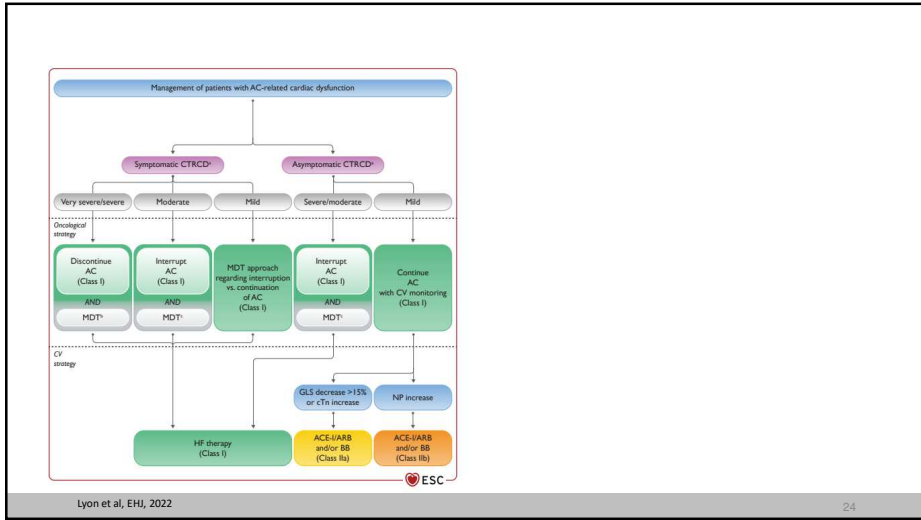 Management of patients with AC-related cardiac dysfunction
Symptomatic CTRCDᵃ
Asymptomatic CTRCDᵃ
Very severe/severe
Moderate
Mild
Severe/moderate
Mild
Oncological
strategy
Discontinue
AC
(Class I)
AND
MDTᵇ
Interrupt
AC
(Class I)
AND
MDTᶜ
MDT approach
regarding interruption
vs. continuation
of AC
(Class I)
Interrupt
AC
(Class I)
AND
MDTᶜ
Continue
AC
with CV monitoring
(Class I)
CV
strategy
GLS decrease >15%
or cTn increase
NP increase
HF therapy
(Class I)
ACE-I/ARB
and/or BB
(Class IIa)
ACE-I/ARB
and/or BB
(Class IIb)
ESC
Lyon et al, EHJ, 2022
24